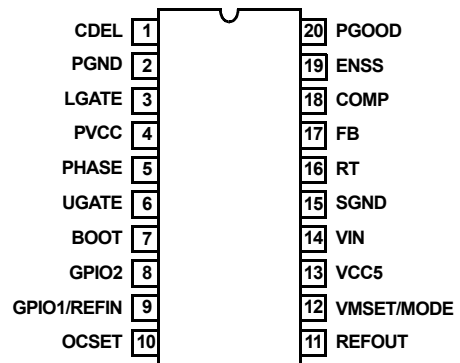 CDEL 1 20 PGOOD
PGND 2 19 ENSS
LGATE 3 18 COMP
PVCC 4 17 FB
PHASE 5 16 RT
UGATE 6 15 SGND
BOOT 7 14 VIN
GPIO2 8 13 VCC5
GPIO1/REFIN 9 12 VMSET/MODE
OCSET 10 11 REFOUT